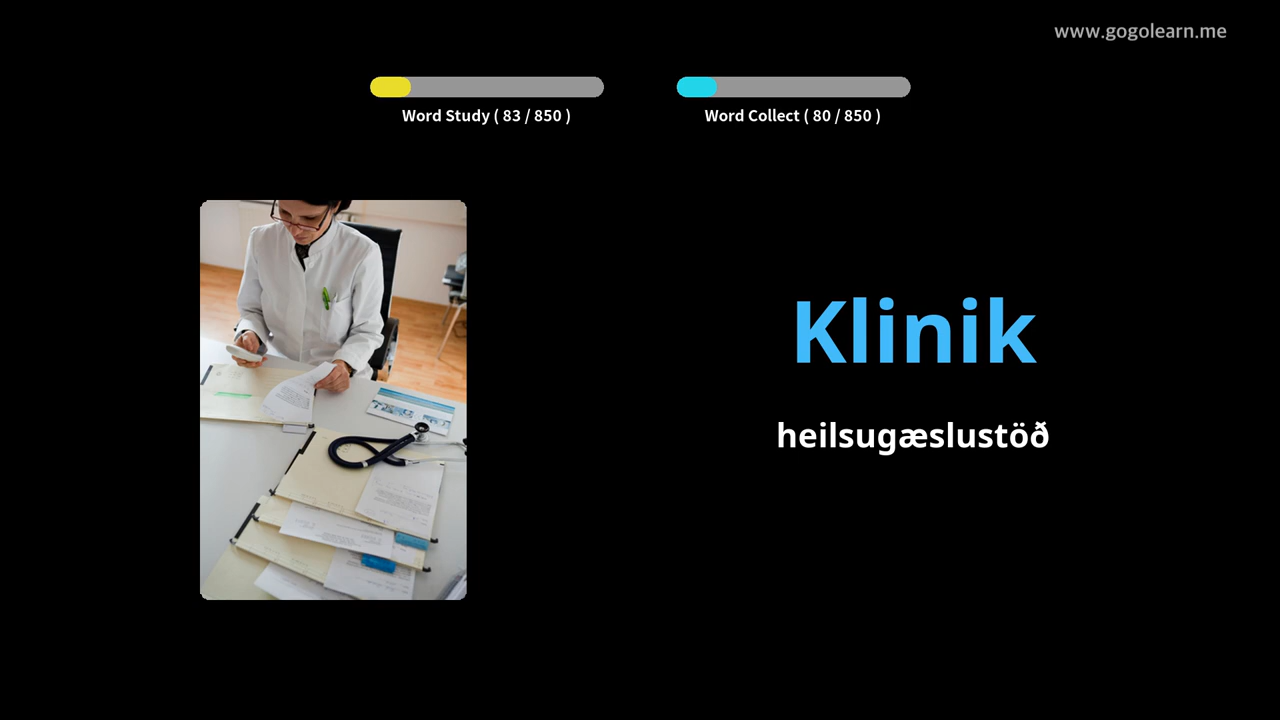 www.gogolearn.me
Word Study ( 83 / 850 )
Word Collect ( 80 / 850 )
Klinik
heilsugæslustöð